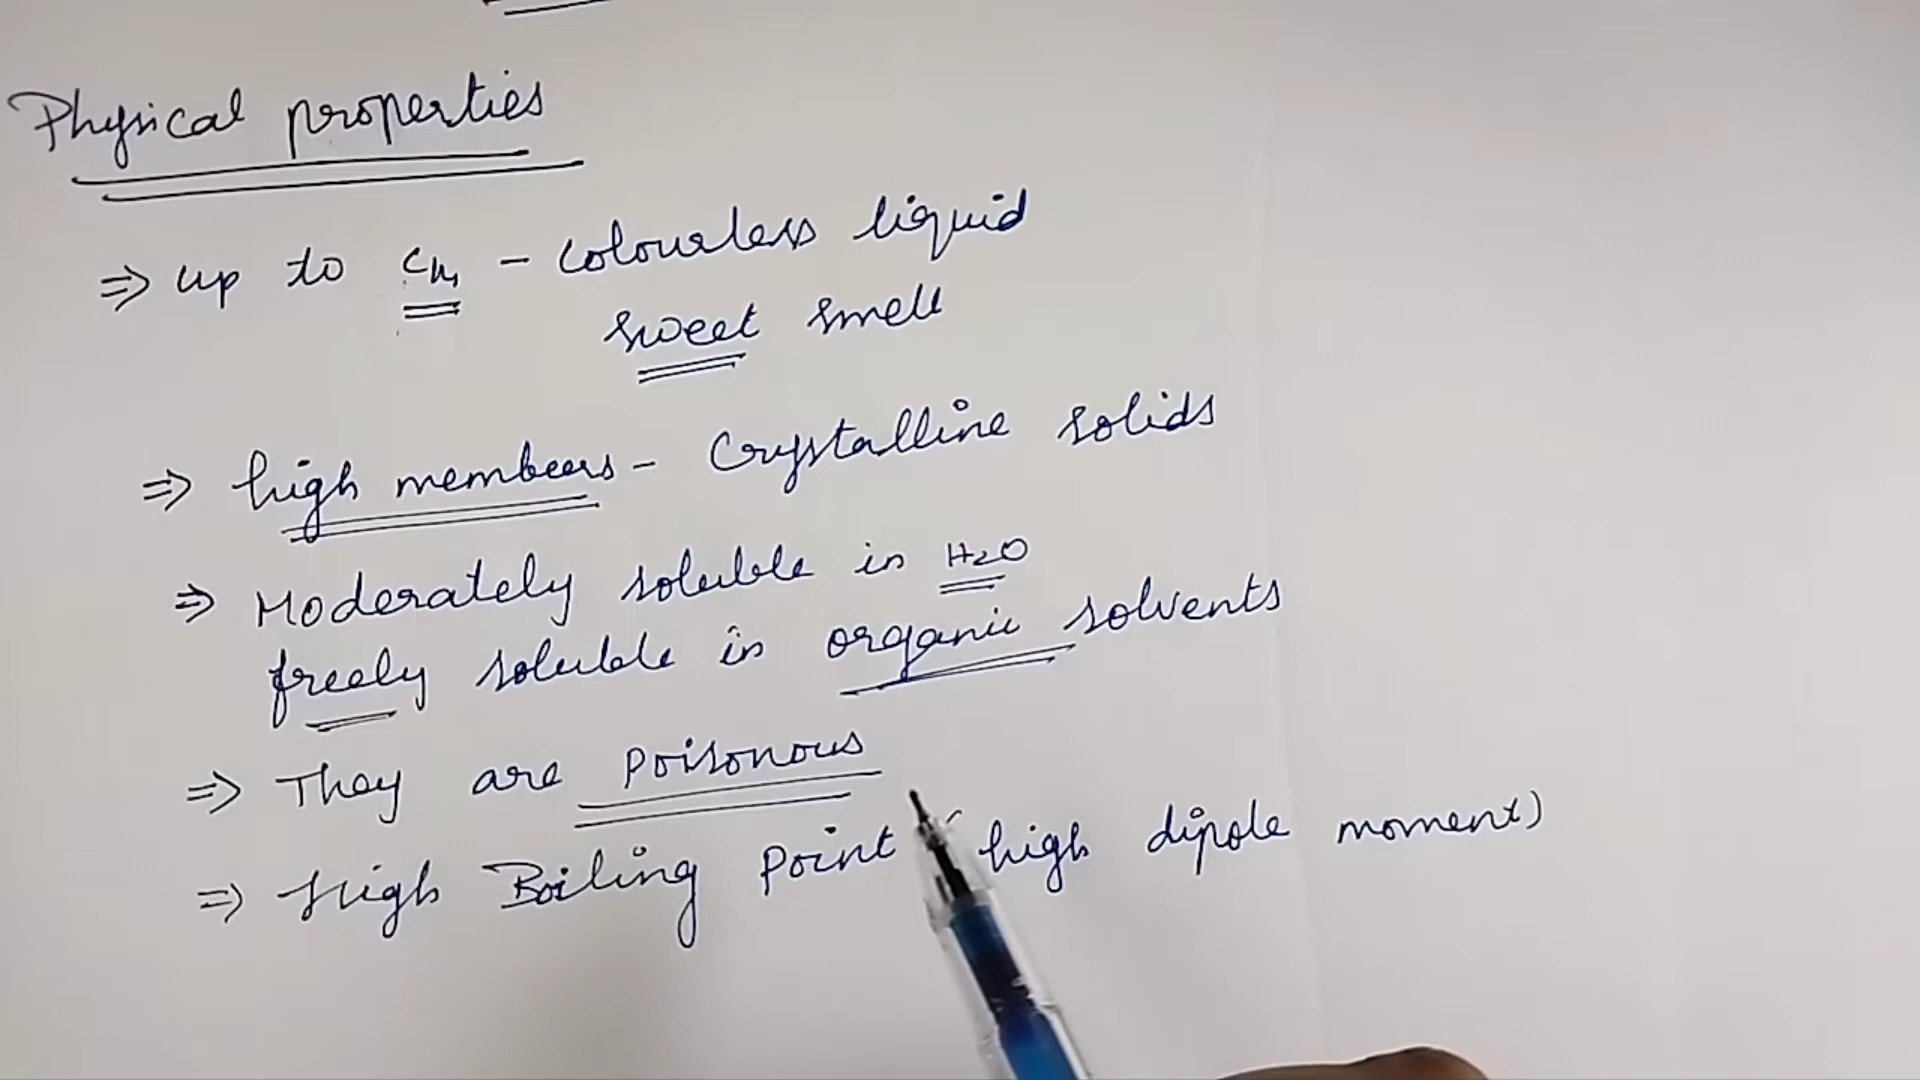 Physical properties
⇒ up to C14 - colourless liquid
sweet smell
⇒ high members - Crystalline solids
⇒ Moderately soluble in H2O
freely soluble in organic solvents
⇒ They are poisonous
⇒ High Boiling Point (high dipole moment)